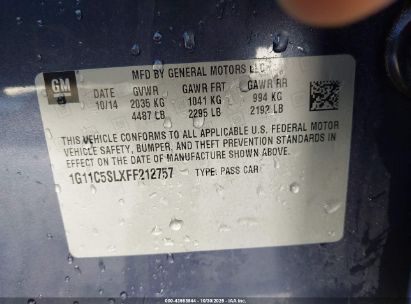 GM
MFD BY GENERAL MOTORS LLC
DATE GVWR GAWR FRT GAWR RR
10/14 2035 KG 1041 KG 994 KG
4487 LB 2295 LB 2192 LB
THIS VEHICLE CONFORMS TO ALL APPLICABLE U.S. FEDERAL MOTOR
VEHICLE SAFETY, BUMPER, AND THEFT PREVENTION STANDARDS IN
EFFECT ON THE DATE OF MANUFACTURE SHOWN ABOVE.
1G11C5SLXFF212757 TYPE: PASS CAR